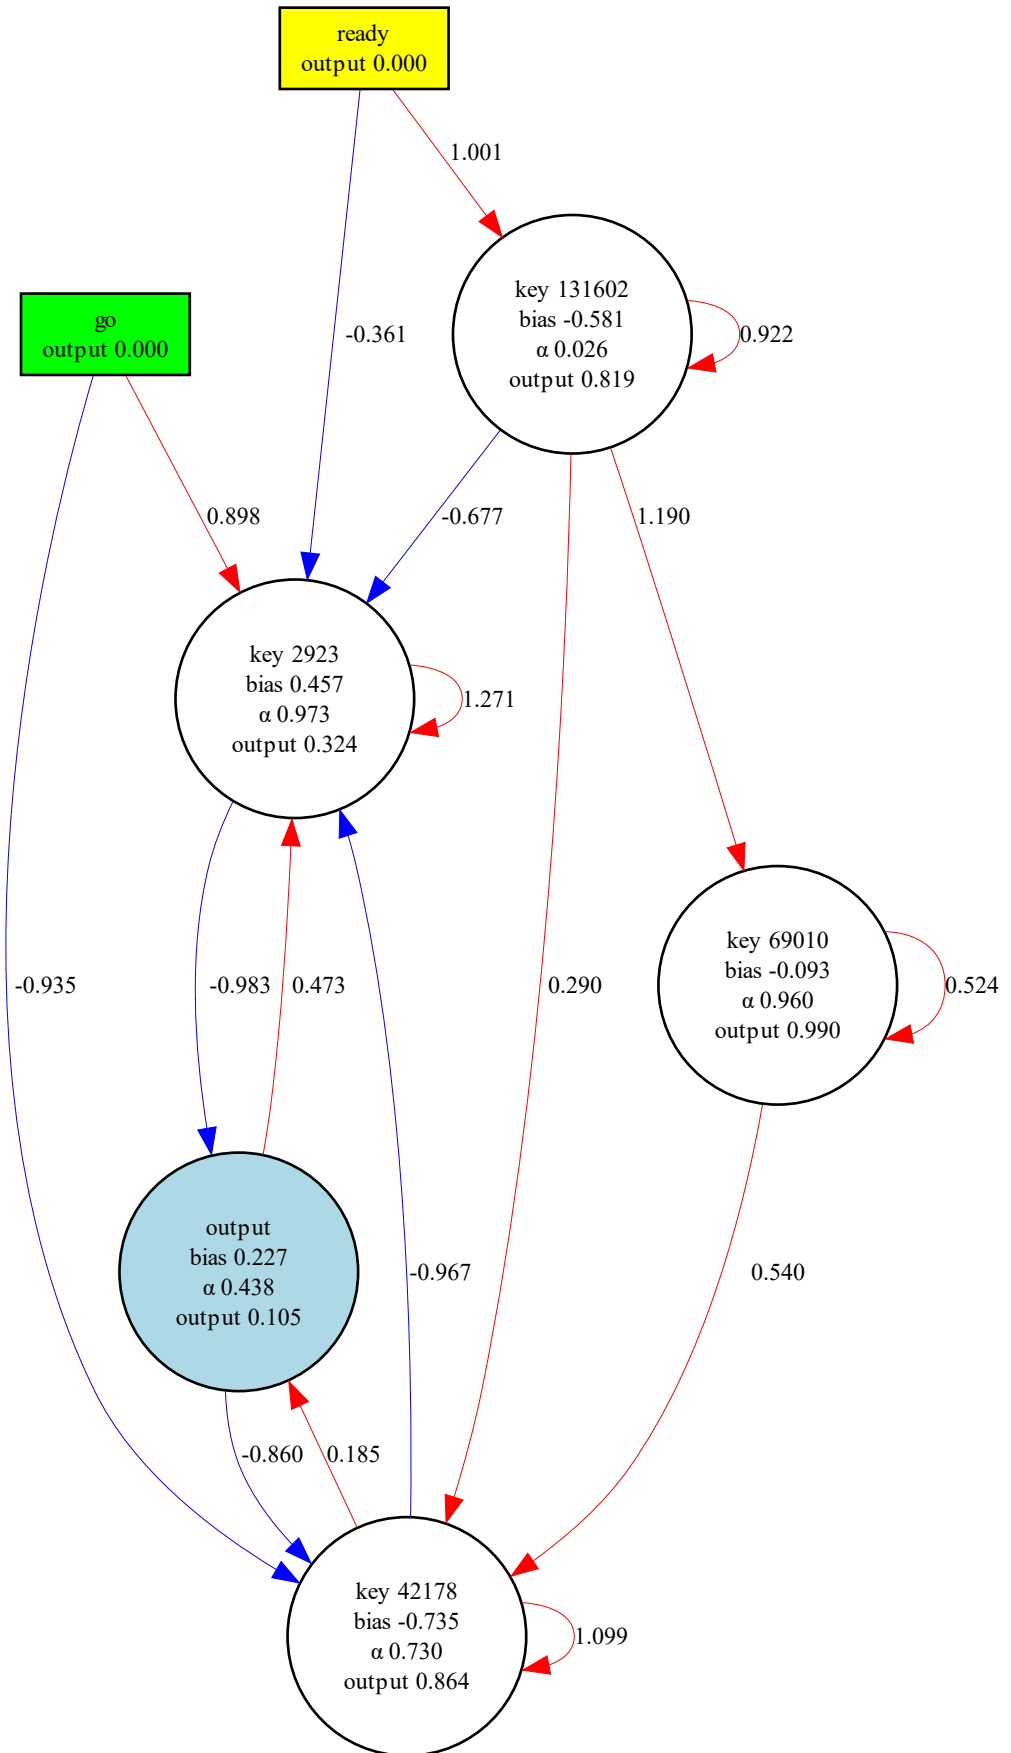 ready
output 0.000
1.001
key 131602
bias -0.581
α 0.026
output 0.819
0.922
go
output 0.000
-0.361
0.898
-0.677
1.190
key 2923
bias 0.457
α 0.973
output 0.324
1.271
key 69010
bias -0.093
α 0.960
output 0.990
0.524
-0.935
-0.983
0.473
0.290
output
bias 0.227
α 0.438
output 0.105
-0.967
0.540
-0.860
0.185
key 42178
bias -0.735
α 0.730
output 0.864
1.099